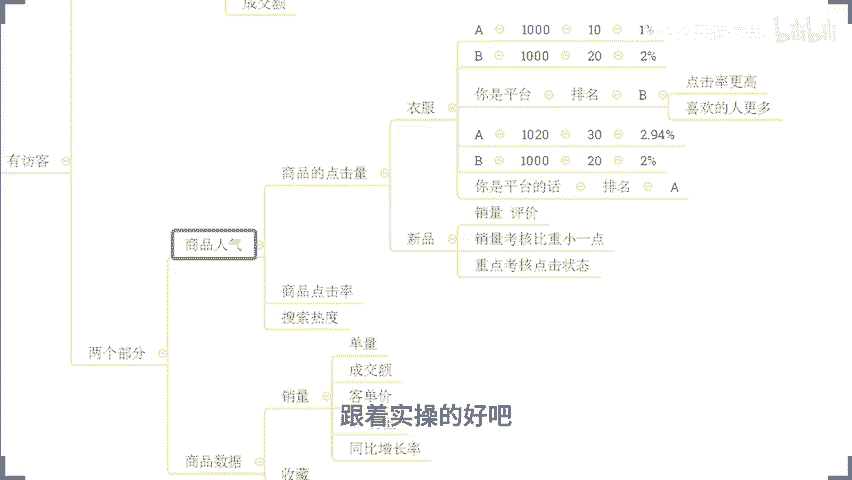 成交额
A 1000 10 1%
B 1000 20 2%
你是平台 排名 B 点击率更高
喜欢的人更多
衣服
A 1020 30 2.94%
B 1000 20 2%
你是平台的话 排名 A
有访客
商品的点击量
销量 评价
新品 销量考核比重小一点
重点考核点击状态
商品人气
商品点击率
搜索热度
两个部分
单量
成交额
销量 客单价
跟着实操的好吧
同比增长率
商品数据
收藏
bilibili